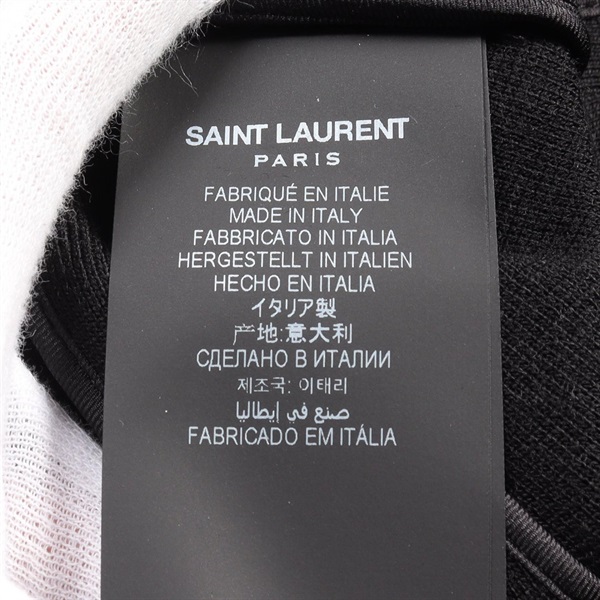 SAINT LAURENT
PARIS
FABRIQUÉ EN ITALIE
MADE IN ITALY
FABBRICATO IN ITALIA
HERGESTELLT IN ITALIEN
HECHO EN ITALIA
イタリア製
产地:意大利
СДЕЛАНО В ИТАЛИИ
제조국: 이태리
صنع في إيطاليا
FABRICADO EM ITÁLIA